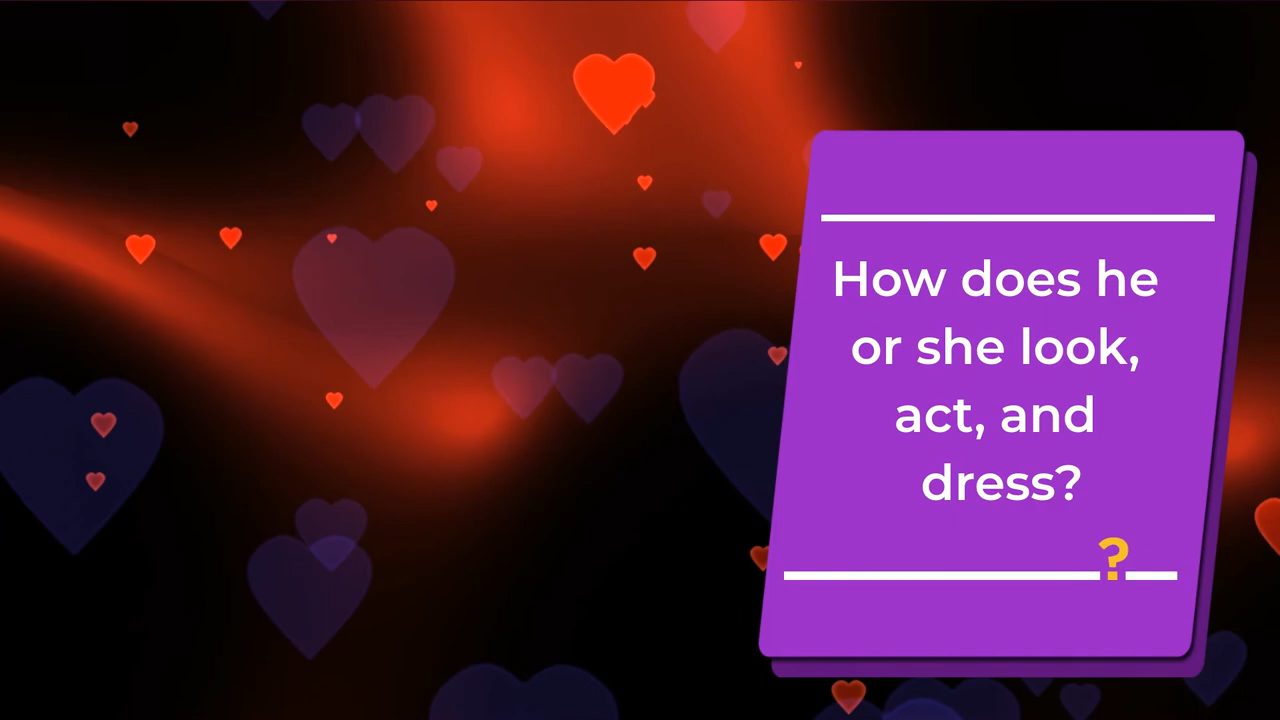 How does he
or she look,
act, and
dress?
?